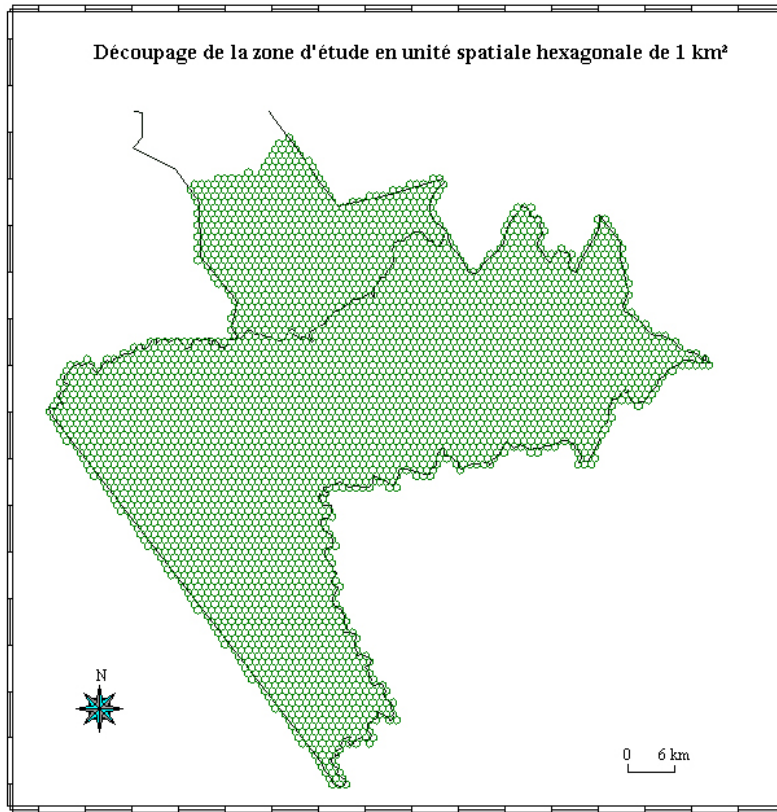 Découpage de la zone d'étude en unité spatiale hexagonale de 1 km²
N
0 6 km